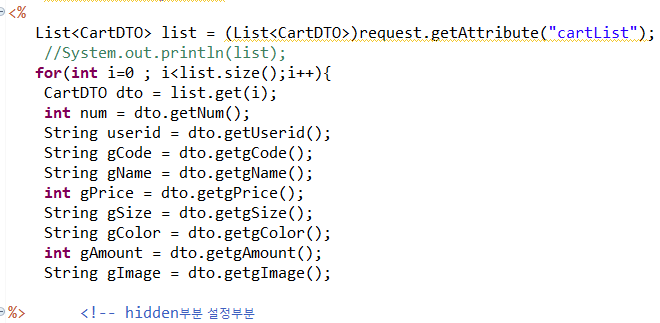 <%
List<CartDTO> list = (List<CartDTO>)request.getAttribute("cartList");
//System.out.println(list);
for(int i=0 ; i<list.size();i++){
CartDTO dto = list.get(i);
int num = dto.getNum();
String userid = dto.getUserid();
String gCode = dto.getgCode();
String gName = dto.getgName();
int gPrice = dto.getgPrice();
String gSize = dto.getgSize();
String gColor = dto.getgColor();
int gAmount = dto.getgAmount();
String gImage = dto.getgImage();
%> <!-- hidden부분 설정부분